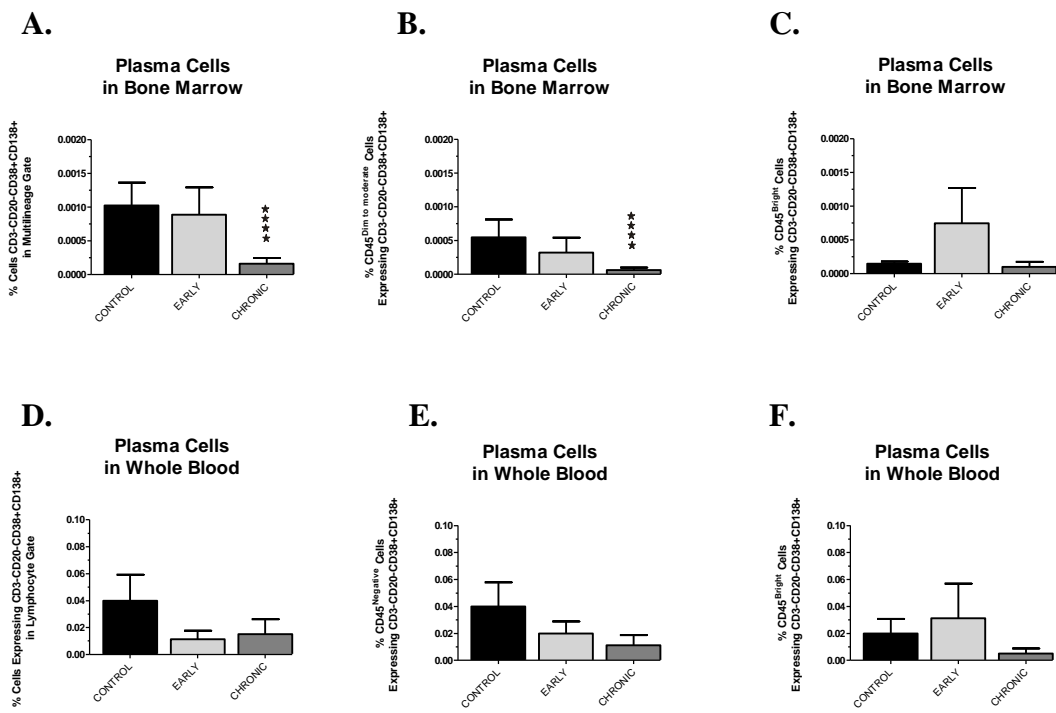 A.
Plasma Cells
in Bone Marrow
% Cells CD3-CD20-CD38+CD138+
in Multilineage Gate
0.0020
0.0015
0.0010
0.0005
0.0000
CONTROL
EARLY
CHRONIC
B.
Plasma Cells
in Bone Marrow
% CD45Dim to moderate Cells
Expressing CD3-CD20-CD38+CD138+
0.0020
0.0015
0.0010
0.0005
0.0000
CONTROL
EARLY
CHRONIC
C.
Plasma Cells
in Bone Marrow
% CD45Bright Cells
Expressing CD3-CD20-CD38+CD138+
0.0020
0.0015
0.0010
0.0005
0.0000
CONTROL
EARLY
CHRONIC
D.
Plasma Cells
in Whole Blood
% Cells Expressing CD3-CD20-CD38+CD138+
in Lymphocyte Gate
0.10
0.08
0.06
0.04
0.02
0.00
CONTROL
EARLY
CHRONIC
E.
Plasma Cells
in Whole Blood
% CD45Negative Cells
Expressing CD3-CD20-CD38+CD138+
0.10
0.08
0.06
0.04
0.02
0.00
CONTROL
EARLY
CHRONIC
F.
Plasma Cells
in Whole Blood
% CD45Bright Cells
Expressing CD3-CD20-CD38+CD138+
0.10
0.08
0.06
0.04
0.02
0.00
CONTROL
EARLY
CHRONIC